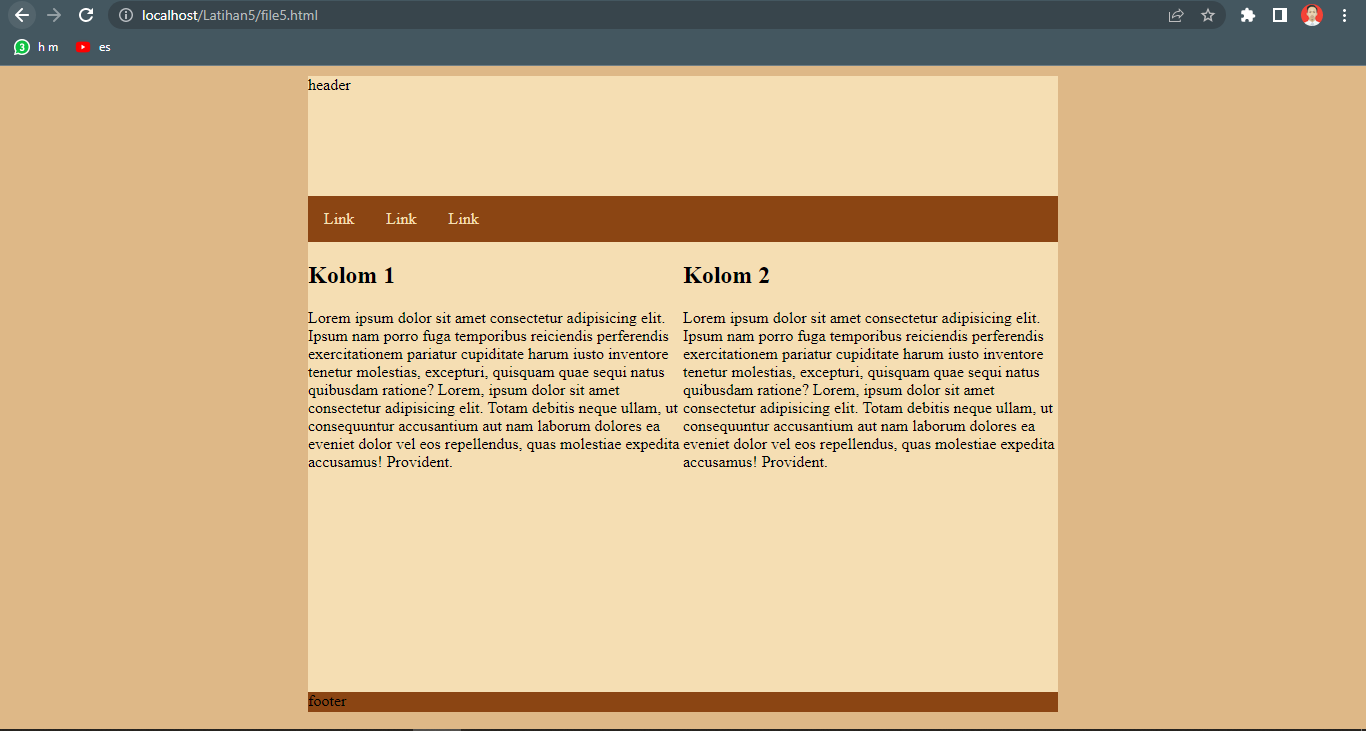 localhost/Latihan5/file5.html
3 h m es
header
Link Link Link
Kolom 1
Lorem ipsum dolor sit amet consectetur adipisicing elit.
Ipsum nam porro fuga temporibus reiciendis perferendis
exercitationem pariatur cupiditate harum iusto inventore
tenetur molestias, excepturi, quisquam quae sequi natus
quibusdam ratione? Lorem, ipsum dolor sit amet
consectetur adipisicing elit. Totam debitis neque ullam, ut
consequuntur accusantium aut nam laborum dolores ea
eveniet dolor vel eos repellendus, quas molestiae expedita
accusamus! Provident.
Kolom 2
Lorem ipsum dolor sit amet consectetur adipisicing elit.
Ipsum nam porro fuga temporibus reiciendis perferendis
exercitationem pariatur cupiditate harum iusto inventore
tenetur molestias, excepturi, quisquam quae sequi natus
quibusdam ratione? Lorem, ipsum dolor sit amet
consectetur adipisicing elit. Totam debitis neque ullam, ut
consequuntur accusantium aut nam laborum dolores ea
eveniet dolor vel eos repellendus, quas molestiae expedita
accusamus! Provident.
footer